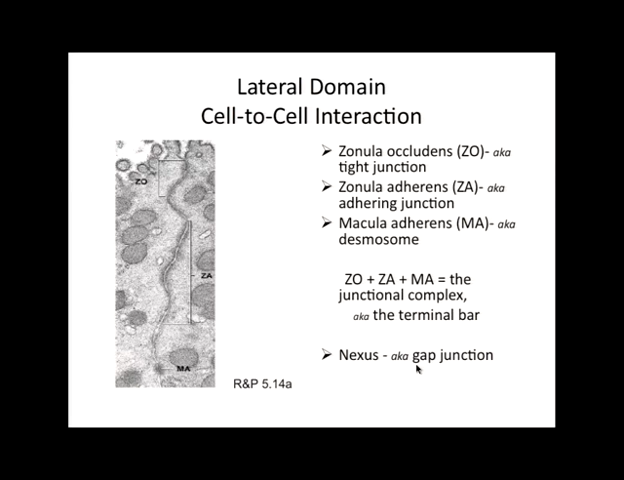 Lateral Domain
Cell-to-Cell Interaction
ZO
ZA
MA
R&P 5.14a
➢ Zonula occludens (ZO)- aka
tight junction
➢ Zonula adherens (ZA)- aka
adhering junction
➢ Macula adherens (MA)- aka
desmosome
ZO + ZA + MA = the
junctional complex,
aka the terminal bar
➢ Nexus - aka gap junction